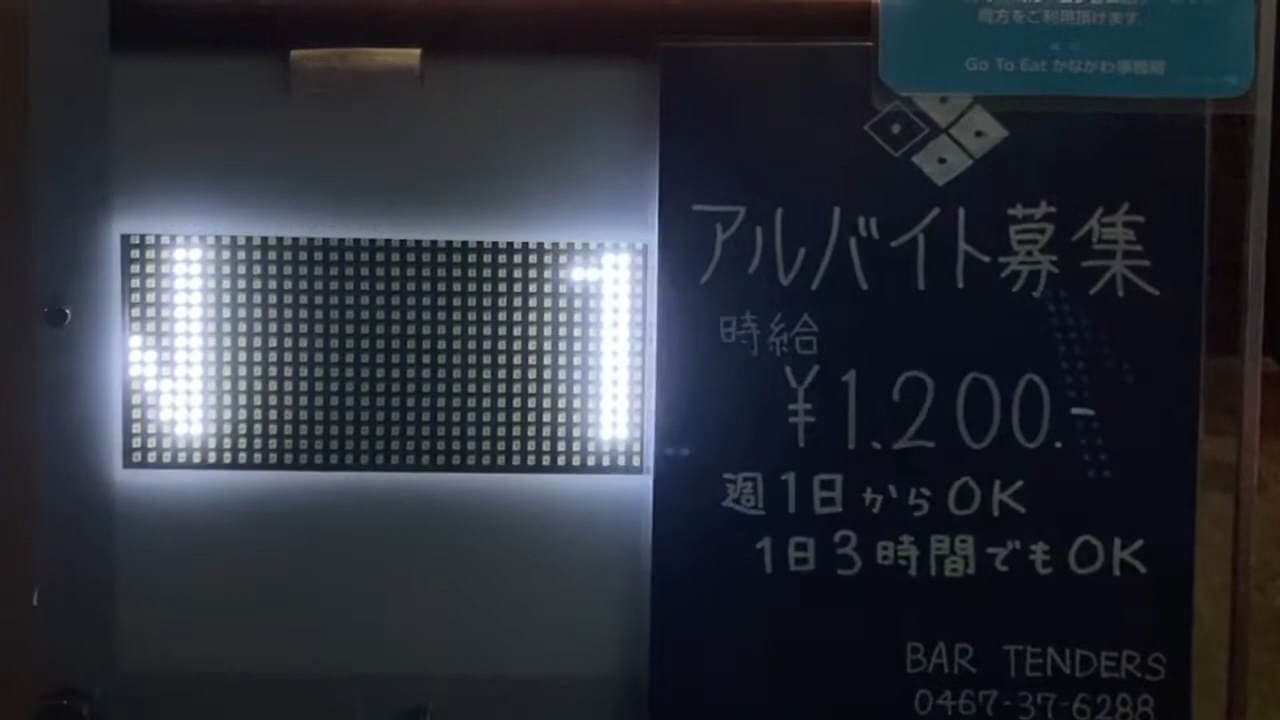 両方をご利用頂けます。
Go To Eat かながわ事務局
アルバイト募集
時給
¥1.200.-
週1日からOK
1日3時間でもOK
BAR TENDERS
0467-37-6288